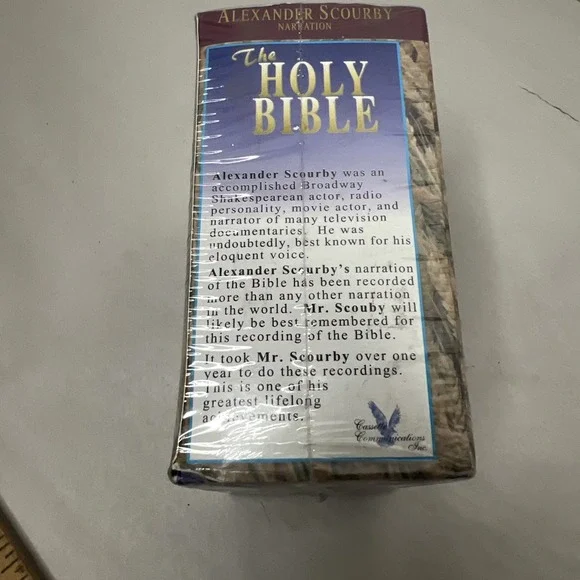 ALEXANDER SCOURBY
NARRATION
The
HOLY
BIBLE
Alexander Scourby was an
accomplished Broadway
Shakespearean actor, radio
personality, movie actor, and
narrator of many television
documentaries. He was
undoubtedly, best known for his
eloquent voice.
Alexander Scourby's narration
of the Bible has been recorded
more than any other narration
in the world. Mr. Scouby will
likely be best remembered for
this recording of the Bible.
It took Mr. Scourby over one
year to do these recordings.
This is one of his
greatest lifelong
achievements.
Cassette
Communications
Inc.